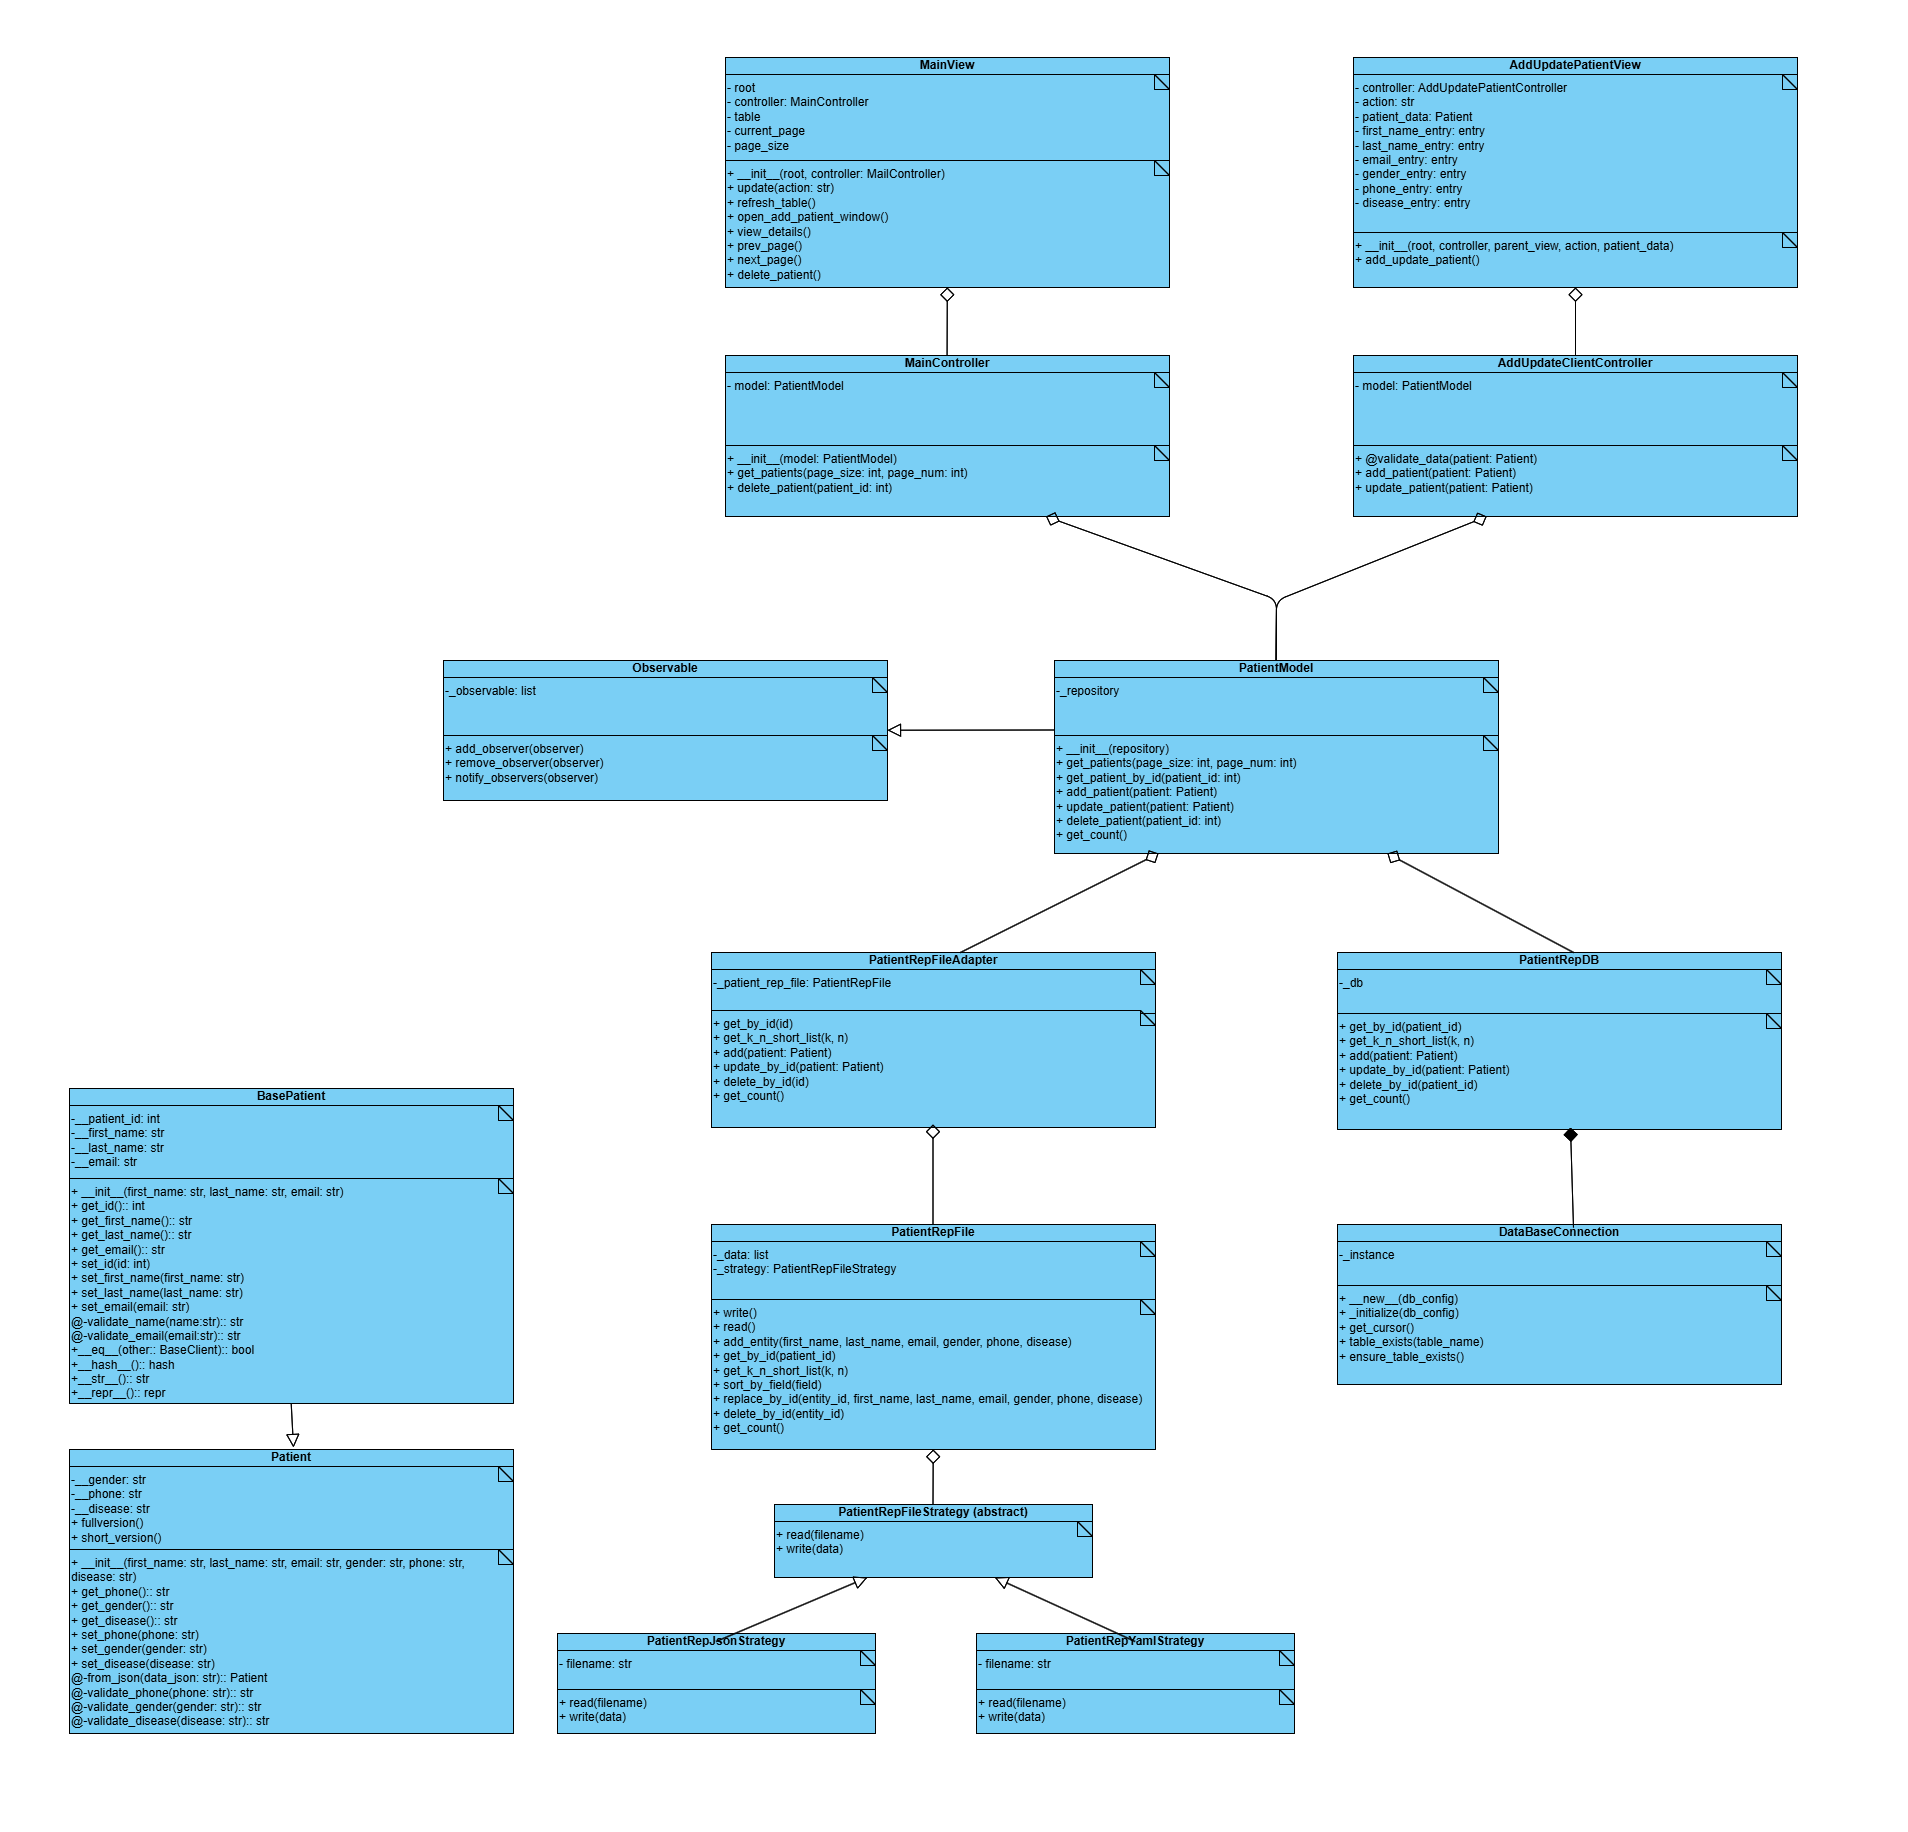 MainView
- root
- controller: MainController
- table
- current_page
- page_size
+ __init__(root, controller: MailController)
+ update(action: str)
+ refresh_table()
+ open_add_patient_window()
+ view_details()
+ prev_page()
+ next_page()
+ delete_patient()
AddUpdatePatientView
- controller: AddUpdatePatientController
- action: str
- patient_data: Patient
- first_name_entry: entry
- last_name_entry: entry
- email_entry: entry
- gender_entry: entry
- phone_entry: entry
- disease_entry: entry
+ __init__(root, controller, parent_view, action, patient_data)
+ add_update_patient()
MainController
- model: PatientModel
+ __init__(model: PatientModel)
+ get_patients(page_size: int, page_num: int)
+ delete_patient(patient_id: int)
AddUpdateClientController
- model: PatientModel
+ @validate_data(patient: Patient)
+ add_patient(patient: Patient)
+ update_patient(patient: Patient)
Observable
-_observable: list
+ add_observer(observer)
+ remove_observer(observer)
+ notify_observers(observer)
PatientModel
-_repository
+ __init__(repository)
+ get_patients(page_size: int, page_num: int)
+ get_patient_by_id(patient_id: int)
+ add_patient(patient: Patient)
+ update_patient(patient: Patient)
+ delete_patient(patient_id: int)
+ get_count()
PatientRepFileAdapter
-_patient_rep_file: PatientRepFile
+ get_by_id(id)
+ get_k_n_short_list(k, n)
+ add(patient: Patient)
+ update_by_id(patient: Patient)
+ delete_by_id(id)
+ get_count()
PatientRepDB
-_db
+ get_by_id(patient_id)
+ get_k_n_short_list(k, n)
+ add(patient: Patient)
+ update_by_id(patient: Patient)
+ delete_by_id(patient_id)
+ get_count()
BasePatient
-__patient_id: int
-__first_name: str
-__last_name: str
-__email: str
+ __init__(first_name: str, last_name: str, email: str)
+ get_id():: int
+ get_first_name():: str
+ get_last_name():: str
+ get_email():: str
+ set_id(id: int)
+ set_first_name(first_name: str)
+ set_last_name(last_name: str)
+ set_email(email: str)
@-validate_name(name:str):: str
@-validate_email(email:str):: str
+__eq__(other:: BaseClient):: bool
+__hash__():: hash
+__str__():: str
+__repr__():: repr
PatientRepFile
-_data: list
-_strategy: PatientRepFileStrategy
+ write()
+ read()
+ add_entity(first_name, last_name, email, gender, phone, disease)
+ get_by_id(patient_id)
+ get_k_n_short_list(k, n)
+ sort_by_field(field)
+ replace_by_id(entity_id, first_name, last_name, email, gender, phone, disease)
+ delete_by_id(entity_id)
+ get_count()
DataBaseConnection
-_instance
+ __new__(db_config)
+ _initialize(db_config)
+ get_cursor()
+ table_exists(table_name)
+ ensure_table_exists()
Patient
-__gender: str
-__phone: str
-__disease: str
+ fullversion()
+ short_version()
+ __init__(first_name: str, last_name: str, email: str, gender: str, phone: str,
disease: str)
+ get_phone():: str
+ get_gender():: str
+ get_disease():: str
+ set_phone(phone: str)
+ set_gender(gender: str)
+ set_disease(disease: str)
@-from_json(data_json: str):: Patient
@-validate_phone(phone: str):: str
@-validate_gender(gender: str):: str
@-validate_disease(disease: str):: str
PatientRepFileStrategy (abstract)
+ read(filename)
+ write(data)
PatientRepJsonStrategy
- filename: str
+ read(filename)
+ write(data)
PatientRepYamlStrategy
- filename: str
+ read(filename)
+ write(data)